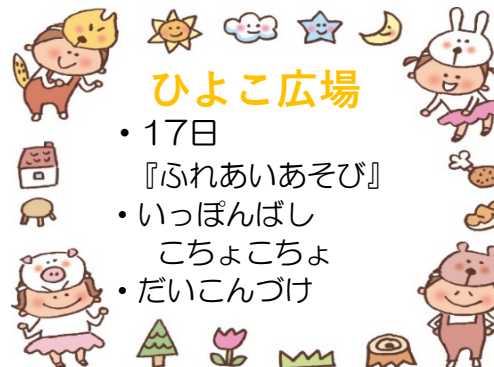 ひよこ広場
・17日
『ふれあいあそび』
・いっぽんばし
こちょこちょ
・だいこんづけ